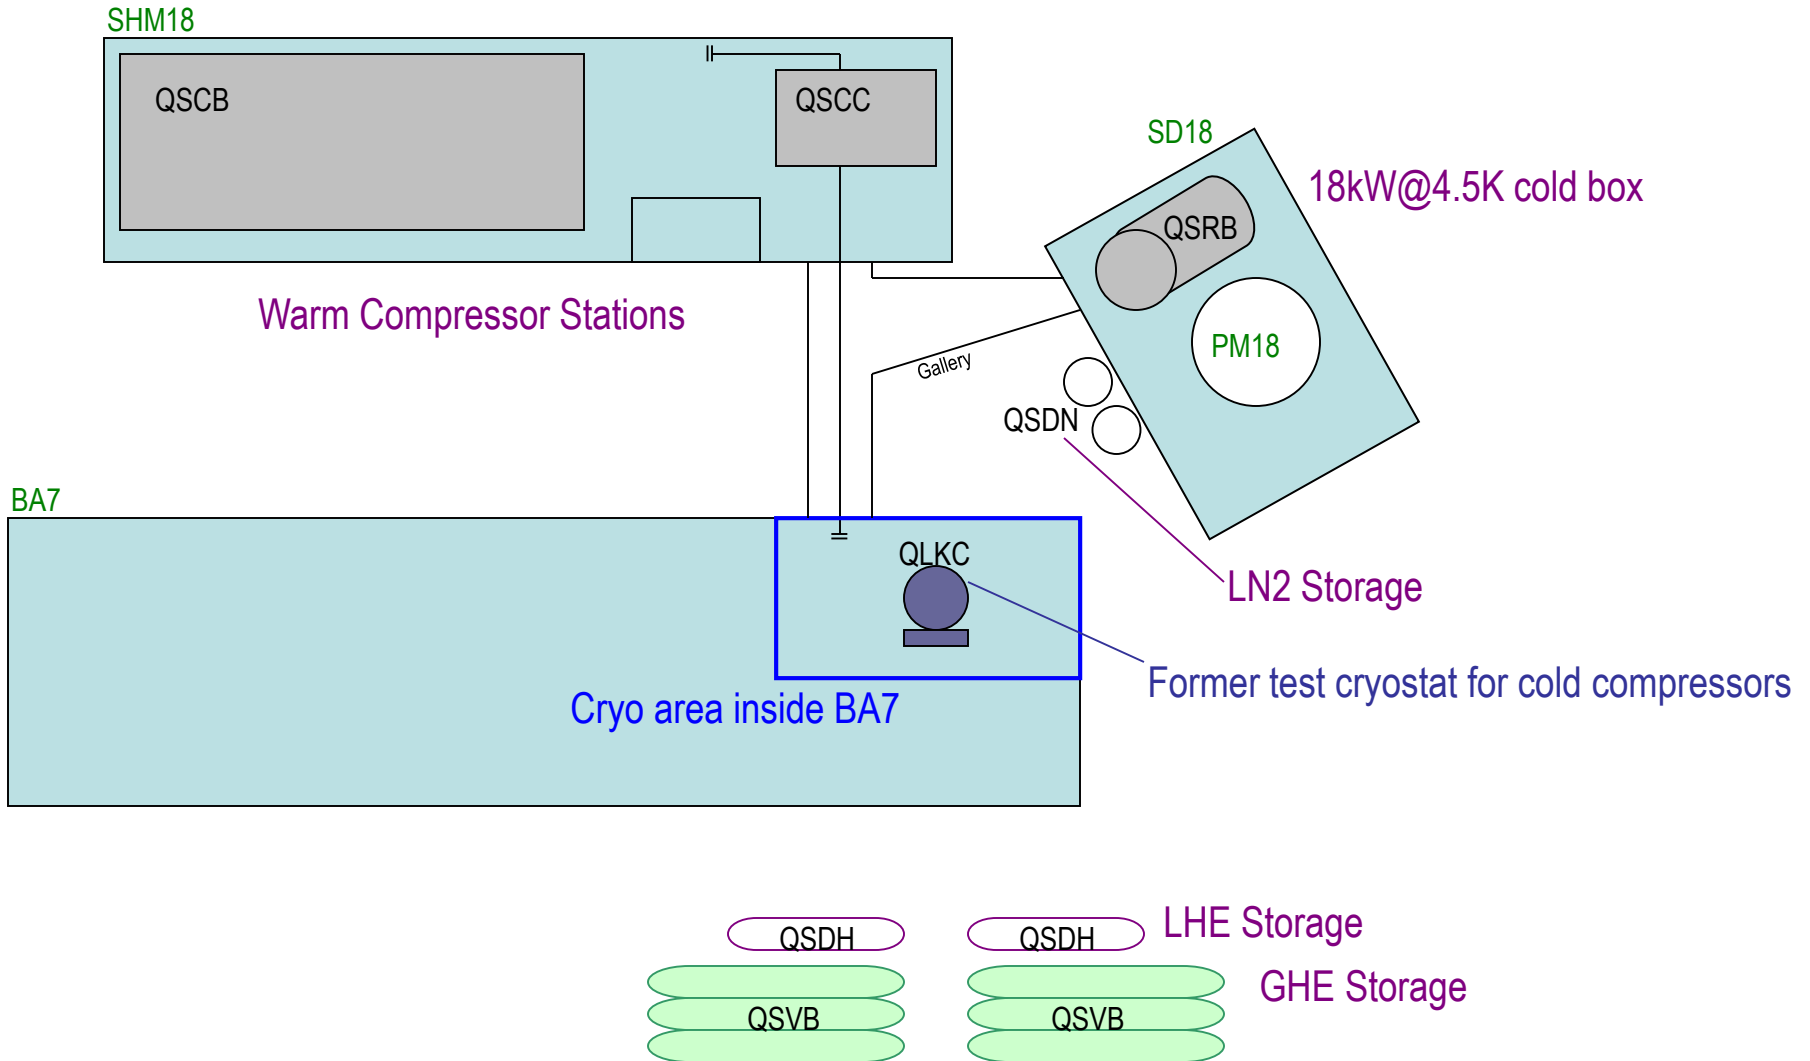 SHM18
QSCB
QSCC
SD18
18kW@4.5K cold box
QSRB
Warm Compressor Stations
PM18
Gallery
QSDN
BA7
QLKC
LN2 Storage
Former test cryostat for cold compressors
Cryo area inside BA7
QSDH
QSDH
LHE Storage
GHE Storage
QSVB
QSVB